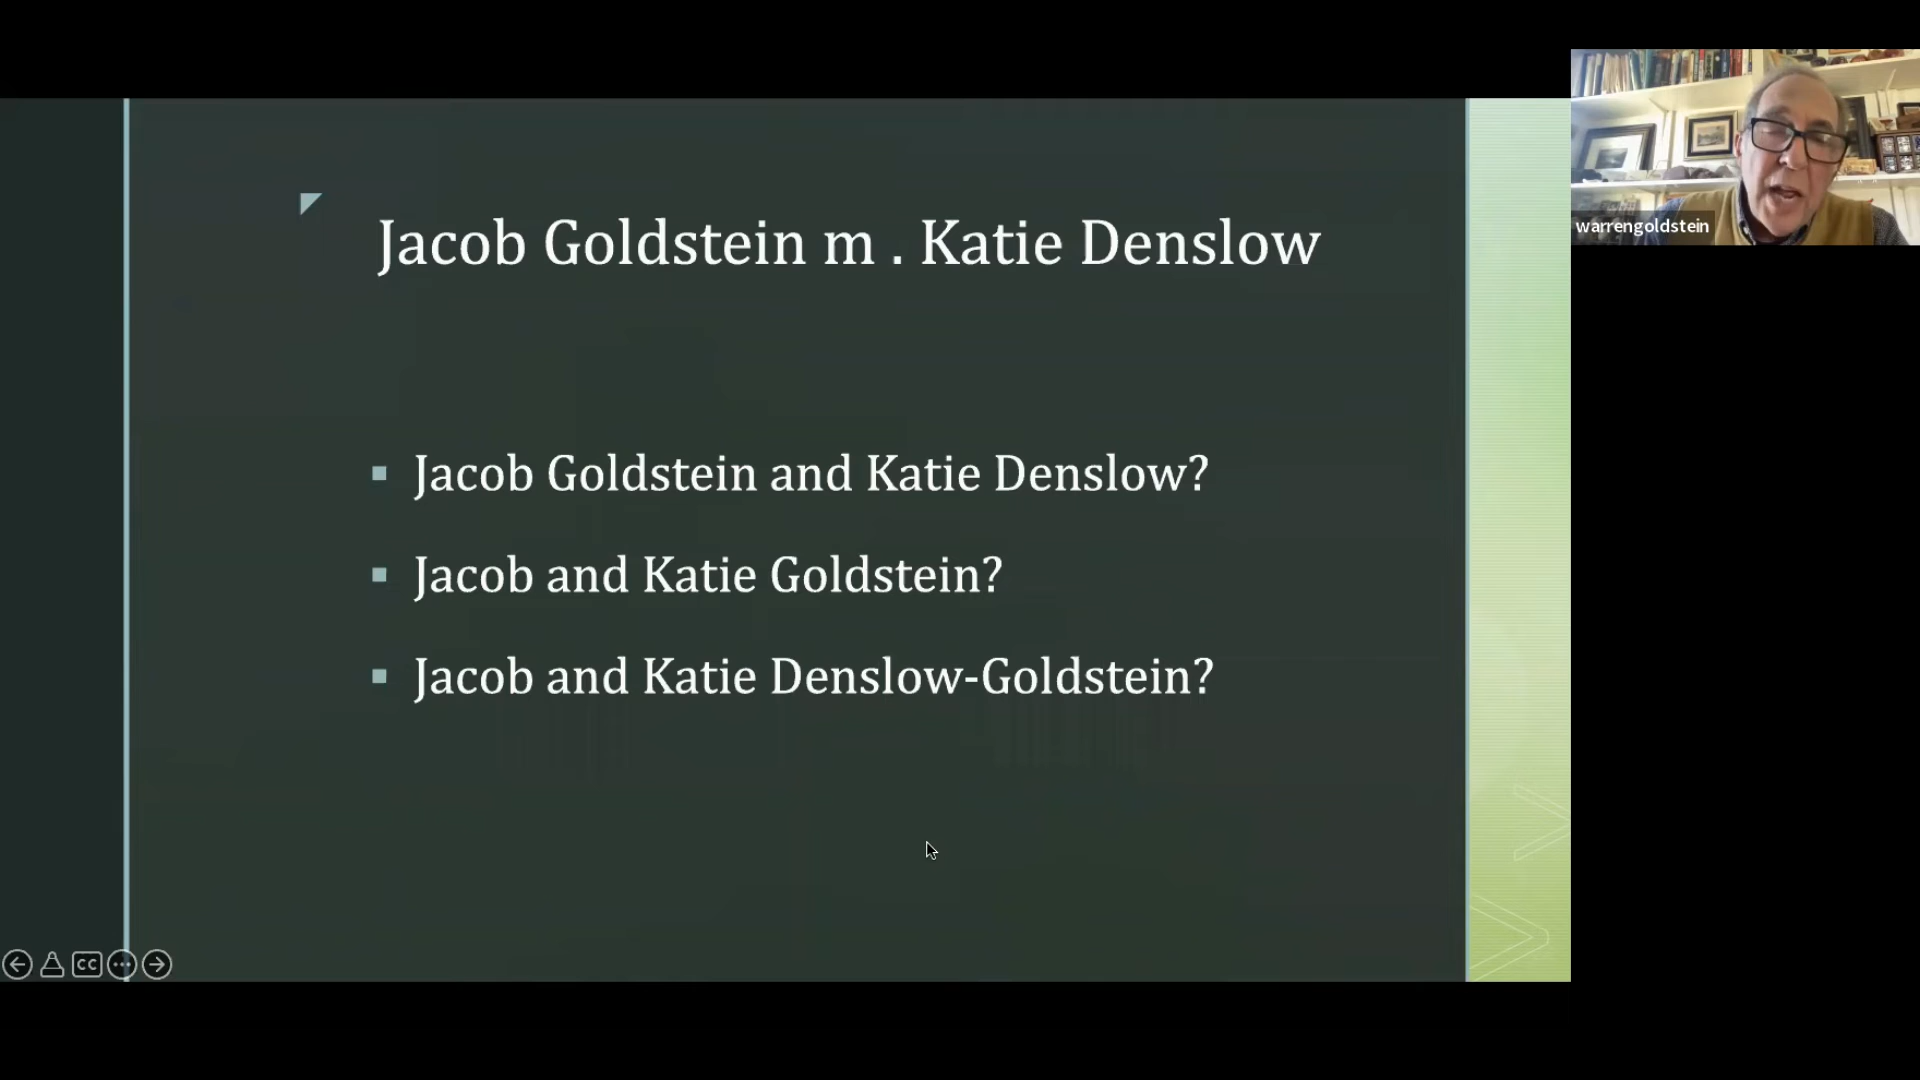 Jacob Goldstein m . Katie Denslow
Jacob Goldstein and Katie Denslow?
Jacob and Katie Goldstein?
Jacob and Katie Denslow-Goldstein?
warrengoldstein
CC